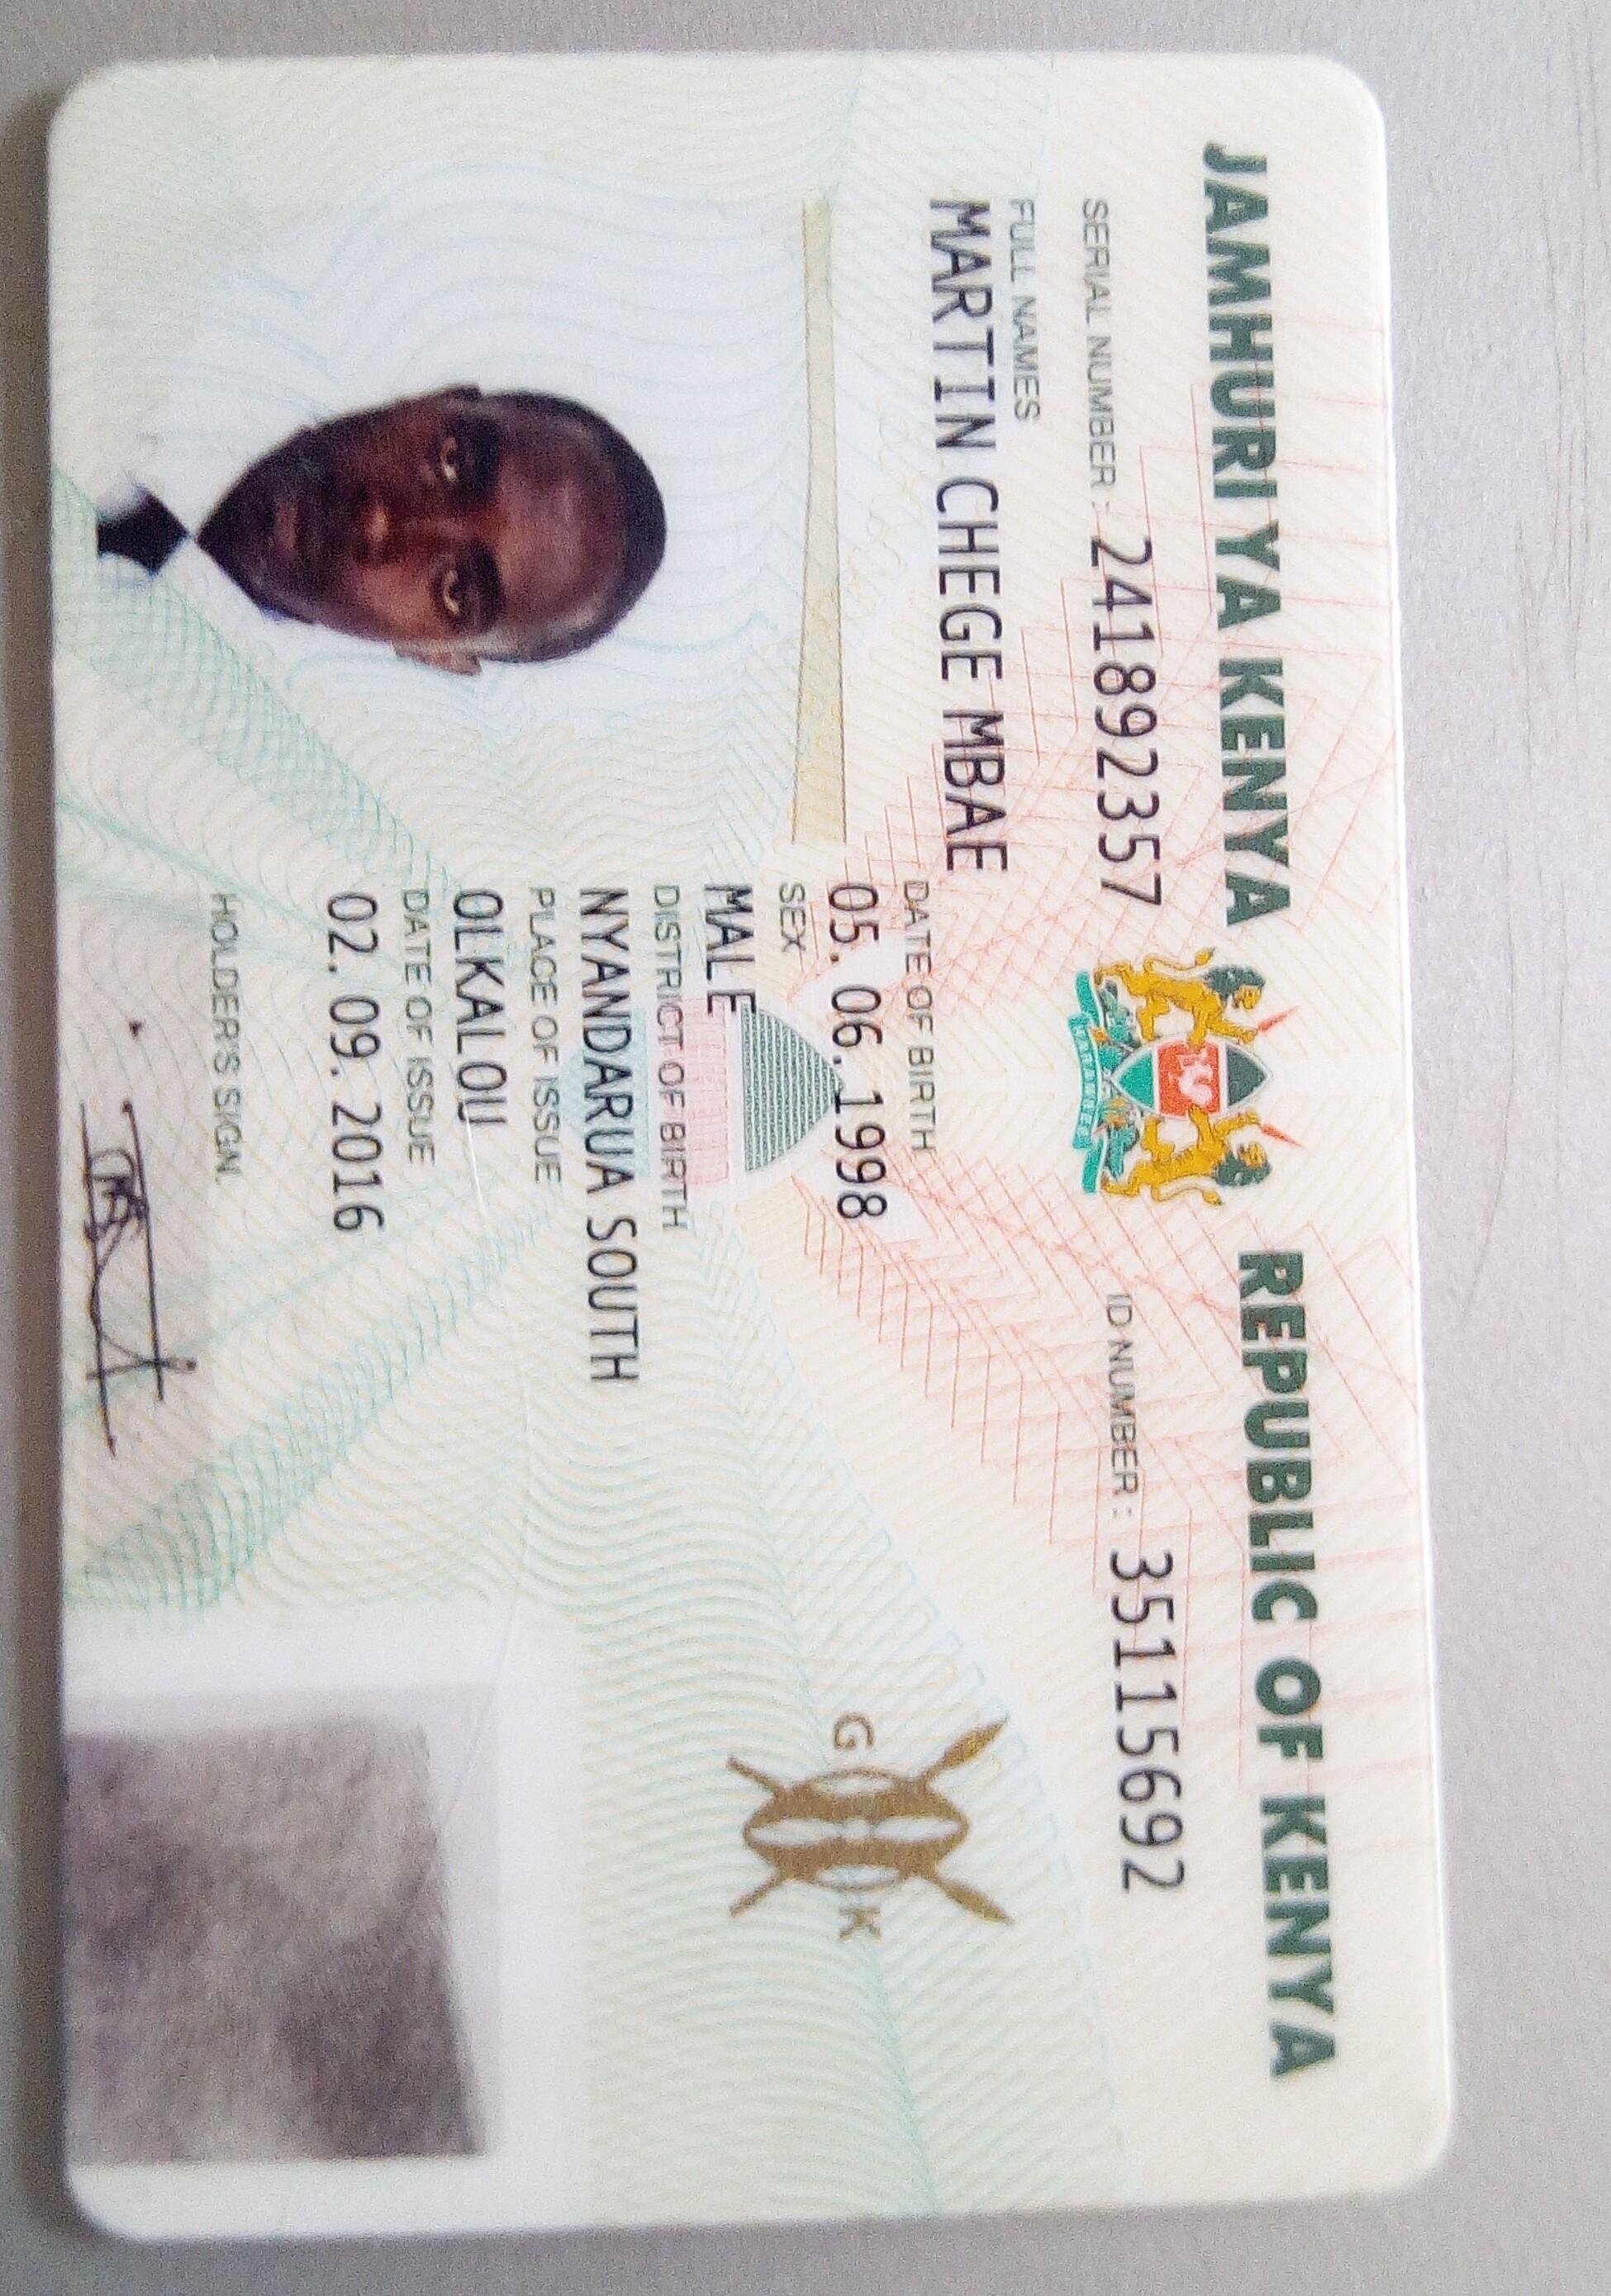 JAMHURI YA KENYA REPUBLIC OF KENYA
SERIAL NUMBER: 241892357 ID NUMBER: 35115692
FULL NAMES
MARTIN CHEGE MBAE
DATE OF BIRTH
05. 06. 1998
SEX
MALE
DISTRICT OF BIRTH
NYANDARUA SOUTH
PLACE OF ISSUE
OLKALOU
DATE OF ISSUE
02. 09. 2016
HOLDER'S SIGN.
G K